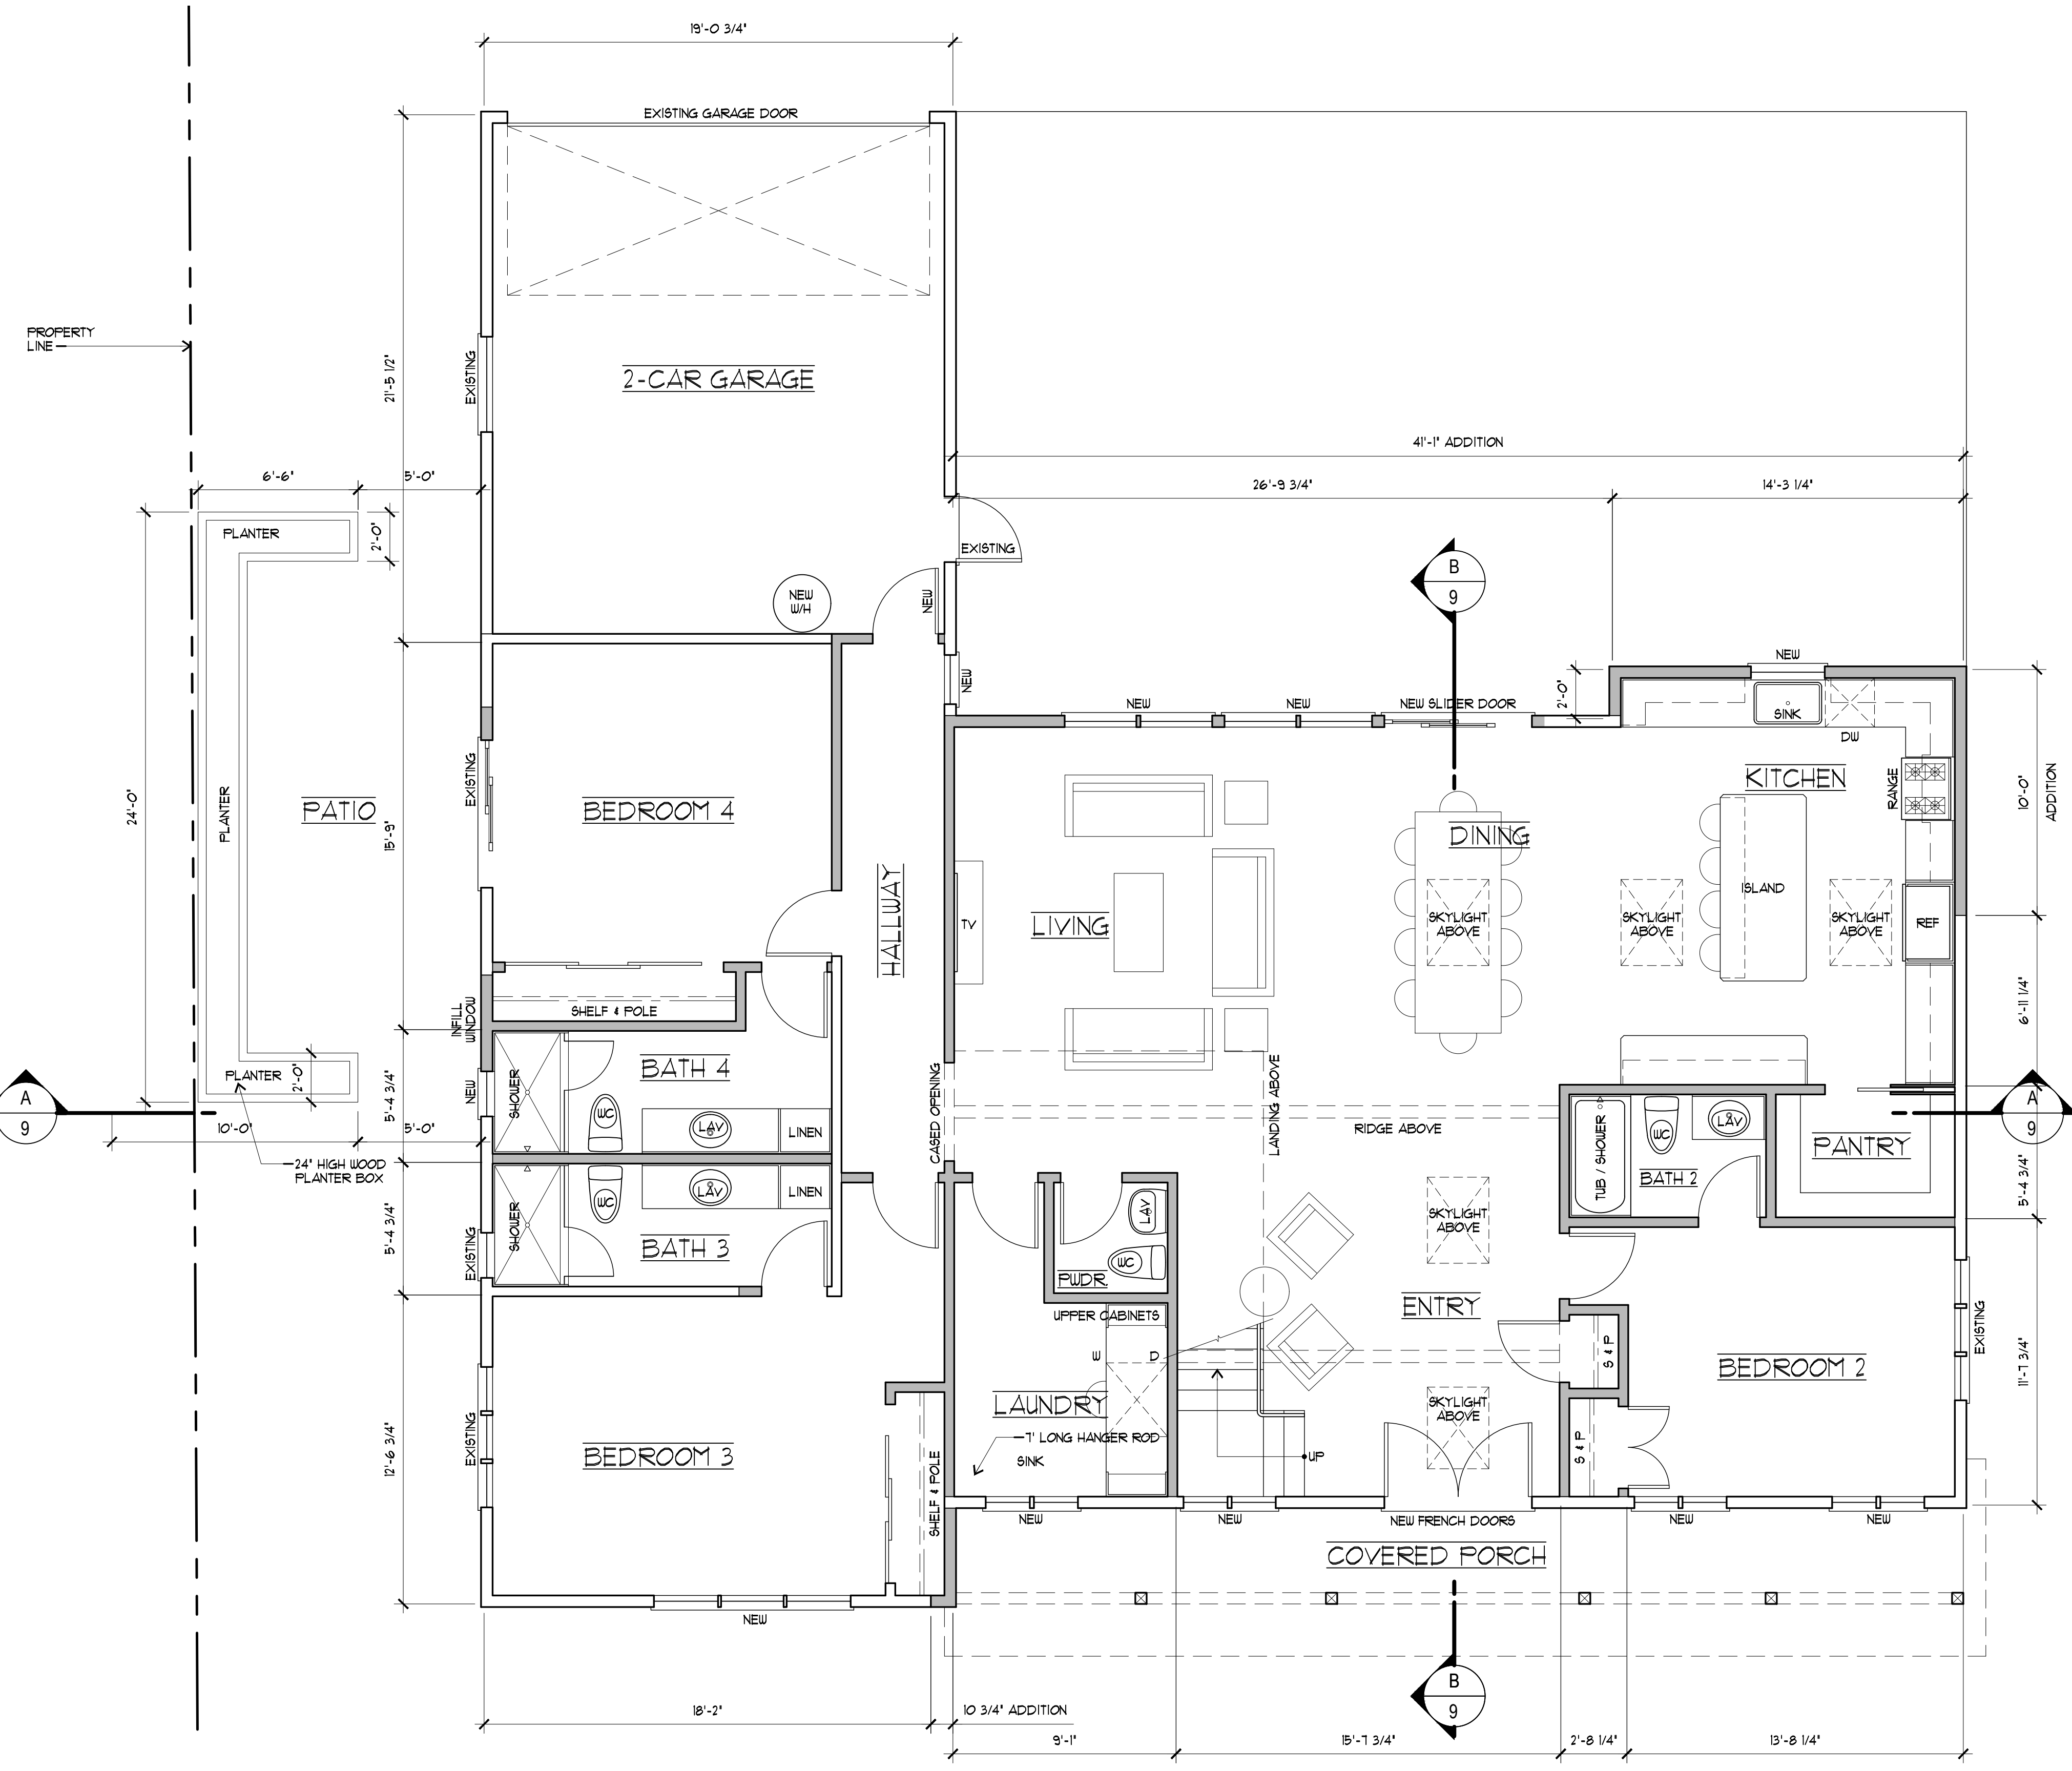 19'-0 3/4"
EXISTING GARAGE DOOR
PROPERTY
LINE
21'-5 1/2"
EXISTING
2-CAR GARAGE
41'-1" ADDITION
26'-9 3/4"
14'-3 1/4"
6'-6"
5'-0"
2'-0"
PLANTER
EXISTING
B
9
NEW
W/H
NEW
NEW
NEW
NEW
NEW SLIDER DOOR
2'-0"
NEW
SINK
DW
24'-0"
PLANTER
PATIO
15'-9"
EXISTING
BEDROOM 4
HALLWAY
TV
LIVING
DINING
SKYLIGHT
ABOVE
SKYLIGHT
ABOVE
KITCHEN
ISLAND
SKYLIGHT
ABOVE
RANGE
REF
10'-0"
ADDITION
6'-11 1/4"
INFILL
WINDOW
SHELF & POLE
PLANTER
2'-0"
A
9
10'-0"
5'-0"
24" HIGH WOOD
PLANTER BOX
5'-4 3/4"
NEW
SHOWER
BATH 4
WC
LAV
LINEN
CASED OPENING
LANDING ABOVE
RIDGE ABOVE
TUB / SHOWER
WC
LAV
BATH 2
PANTRY
A
9
5'-4 3/4"
5'-4 3/4"
EXISTING
SHOWER
WC
LAV
LINEN
BATH 3
LAV
WC
PWDR.
SKYLIGHT
ABOVE
ENTRY
UPPER CABINETS
W
D
LAUNDRY
7' LONG HANGER ROD
SINK
UP
SKYLIGHT
ABOVE
S & P
S & P
BEDROOM 2
EXISTING
11'-7 3/4"
12'-6 3/4"
EXISTING
BEDROOM 3
SHELF & POLE
NEW
NEW
NEW
NEW FRENCH DOORS
NEW
NEW
COVERED PORCH
B
9
18'-2"
10 3/4" ADDITION
9'-1"
15'-7 3/4"
2'-8 1/4"
13'-8 1/4"